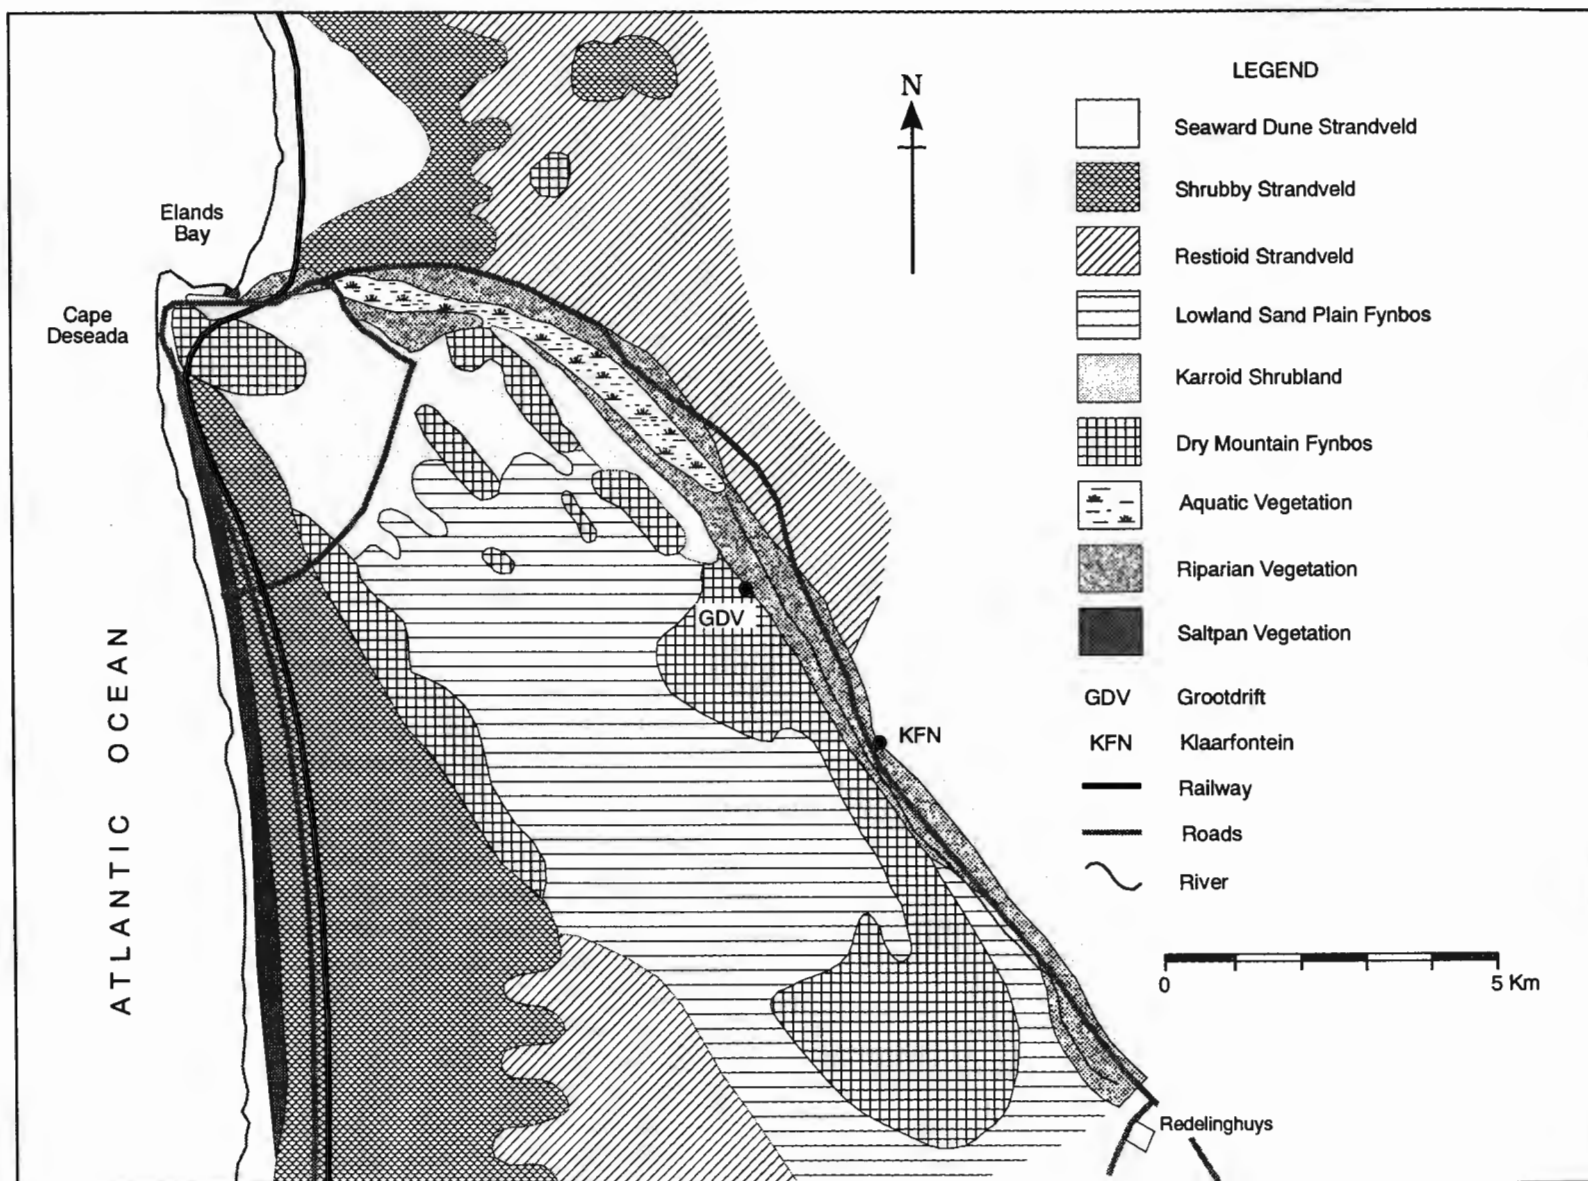 N
LEGEND
Seaward Dune Strandveld
Shrubby Strandveld
Restioid Strandveld
Lowland Sand Plain Fynbos
Karroid Shrubland
Dry Mountain Fynbos
Aquatic Vegetation
Riparian Vegetation
Saltpan Vegetation
GDV Grootdrift
KFN Klaarfontein
Railway
Roads
River
0 5 Km
Elands
Bay
Cape
Deseada
GDV
KFN
ATLANTIC OCEAN
Redelinghuys